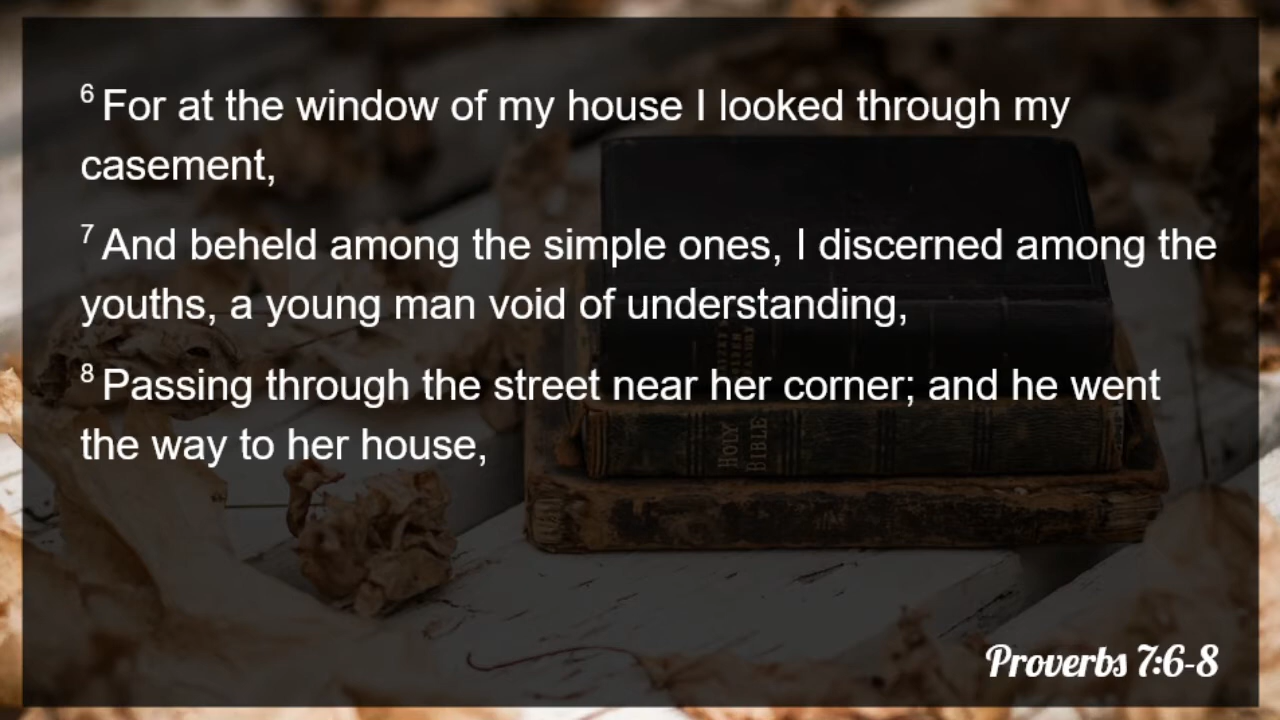 6 For at the window of my house I looked through my
casement,
7 And beheld among the simple ones, I discerned among the
youths, a young man void of understanding,
8 Passing through the street near her corner; and he went
the way to her house,
HOLY
BIBLE
Proverbs 7:6-8